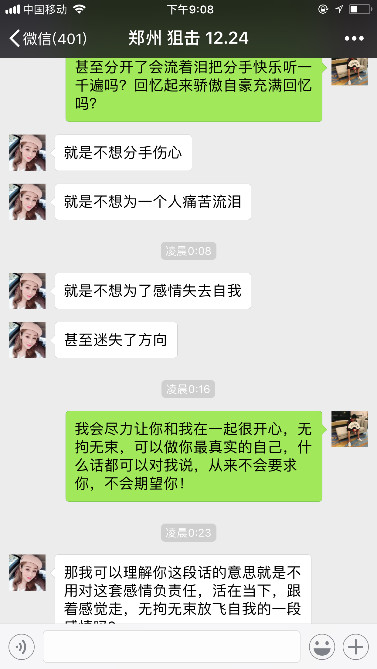 中国移动
下午9:08
微信(401)
郑州 狙击 12.24
甚至分开了会流着泪把分手快乐听一
千遍吗？回忆起来骄傲自豪充满回忆
吗？
就是不想分手伤心
就是不想为一个人痛苦流泪
凌晨0:08
就是不想为了感情失去自我
甚至迷失了方向
凌晨0:16
我会尽力让你和我在一起很开心，无
拘无束，可以做你最真实的自己，什
么话都可以对我说，从来不会要求
你，不会期望你！
凌晨0:23
那我可以理解你这段话的意思就是不
用对这套感情负责任，活在当下，跟
着感觉走，无拘无束放飞自我的一段
感情吗？